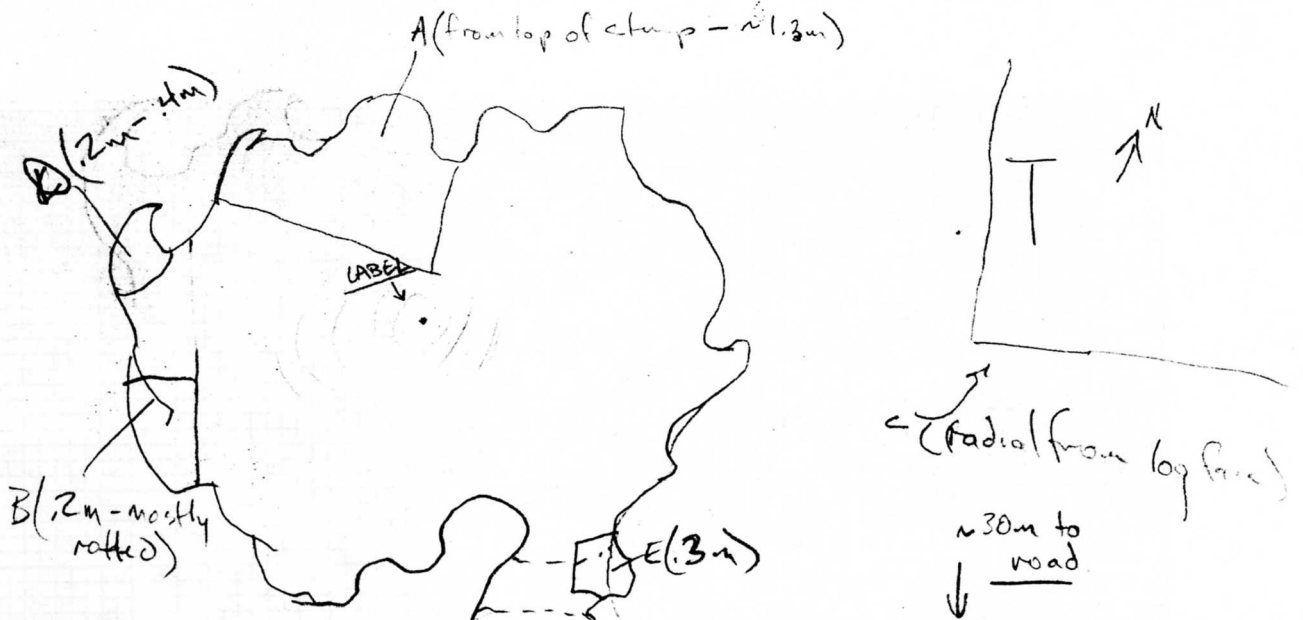 A (from top of stump - ~1.3m)
D (.2m-.4m)
N
LABEL
C (radial from log face)
B (.2m-mostly
rotted)
E (.3m)
~30m to
road